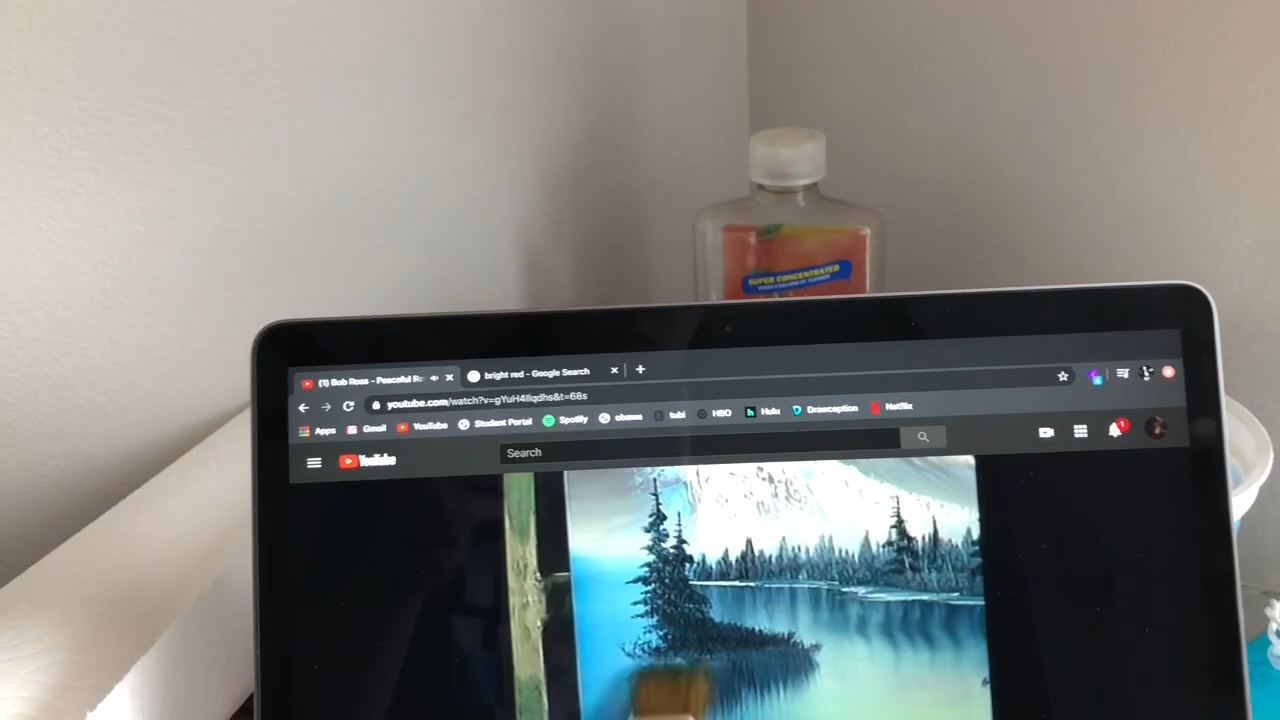 SUPER CONCENTRATED
(1) Bob Ross - Peaceful R
bright red - Google Search
youtube.com/watch?v=gYuH4llqdhs&t=68s
Apps Gmail YouTube Student Portal Spotify obama tubi HBO Hulu Drawception Netflix
YouTube Search 1